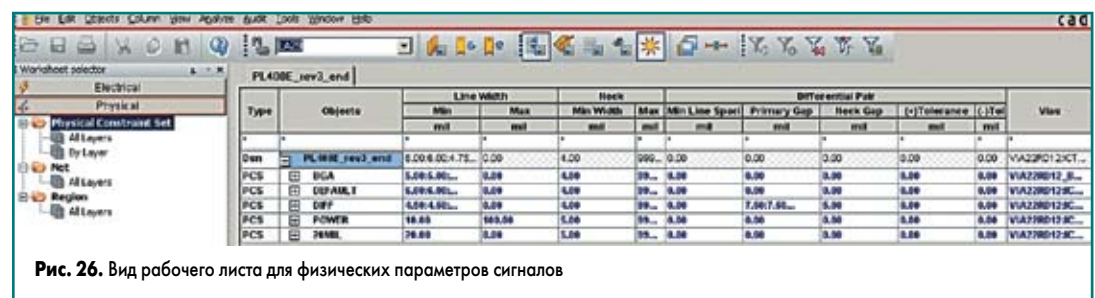 File Edit Objects Column View Analyze Audit Tools Window Help
cad
Worksheet selector
PL408E_rev3_end
Electrical
Physical
Physical Constraint Set
All Layers
By Layer
Net
All Layers
Region
All Layers
Line Width Neck Differential Pair
Type Objects Min Max Min Width Max Min Line Spaci Primary Gap Neck Gap (+)Tolerance (-)Tol Vias
mil mil mil mil mil mil mil mil mil
* * * * * * * * * * * *
Dsn PL408E_rev3_end 0.00 4.00 0.00 0.00 0.00 0.00 0.00
PCS BGA 0.00 4.00 0.00 0.00 0.00 0.00 0.00
PCS DEFAULT 0.00 4.00 0.00 0.00 0.00 0.00 0.00
PCS DIFF 0.00 4.00 0.00 5.00 0.00 0.00
PCS POWER 10.00 100.00 5.00 0.00 0.00 0.00 0.00 0.00
PCS 20MIL 20.00 0.00 5.00 0.00 0.00 0.00 0.00 0.00
Рис. 26. Вид рабочего листа для физических параметров сигналов